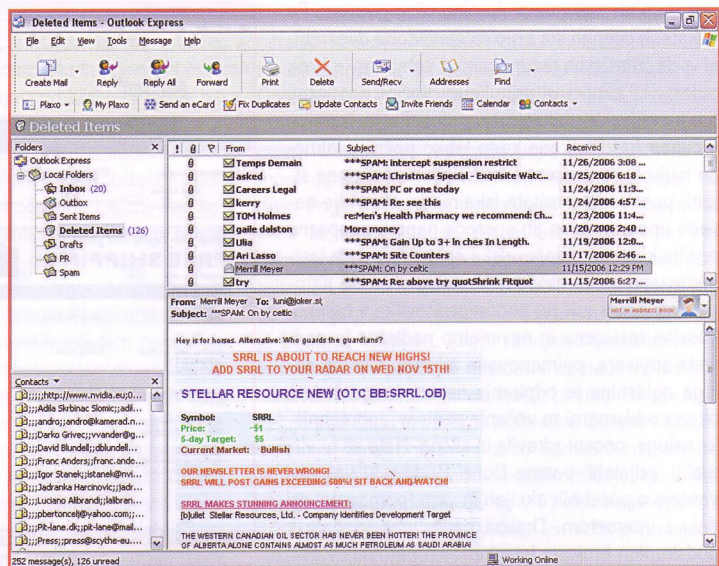 Deleted Items - Outlook Express
File Edit View Tools Message Help
Create Mail Reply Reply All Forward Print Delete Send/Recv Addresses Find
Plaxo My Plaxo Send an eCard Fix Duplicates Update Contacts Invite Friends Calendar Contacts
Deleted Items
Folders
Outlook Express
Local Folders
Inbox (20)
Outbox
Sent Items
Deleted Items (126)
Drafts
PR
Spam
! From Subject Received
Temps Demain ***SPAM: Intercept suspension restrict 11/26/2006 3:08 ...
asked ***SPAM: Christmas Special - Exquisite Watc... 11/25/2006 6:18 ...
Careers Legal ***SPAM: PC or one today 11/24/2006 11:3...
kerry ***SPAM: Re: see this 11/24/2006 4:57 ...
TOM Holmes re:Men's Health Pharmacy we recommend: Ch... 11/23/2006 11:4...
gaile dalston More money 11/20/2006 2:20 ...
Ulia ***SPAM: Gain Up to 3+ In ches In Length. 11/19/2006 12:0...
Ari Lasso ***SPAM: Site Counters 11/17/2006 2:46 ...
Merrill Meyer ***SPAM: On by celtic 11/15/2006 12:29 PM
try ***SPAM: Re: above try quotShrink Fitquot 11/15/2006 6:27 ...
From: Merrill Meyer To: luni@joker.si;
Subject: ***SPAM: On by celtic
Merrill Meyer
NOT IN ADDRESS BOOK
Hey is for horses. Alternative: Who guards the guardian?
SRRL IS ABOUT TO REACH NEW HIGHS!
ADD SRRL TO YOUR RADAR ON WED NOV 15TH!
STELLAR RESOURCE NEW (OTC BB:SRRL.OB)
Symbol: SRRL
Price: ~$1
5-day Target: $5
Current Market: Bullish
OUR NEWSLETTER IS NEVER WRONG!
SRRL WILL POST GAINS EXCEEDING 500%! SIT BACK AND WATCH!
SRRL MAKES STUNNING ANNOUNCEMENT!
Stellar Resources, Ltd. - Company Identifies Development Target
THE WESTERN CANADIAN OIL SECTOR HAS NEVER BEEN HOTTER! THE PROVINCE
OF ALBERTA ALONE CONTAINS ALMOST AS MUCH PETROLEUM AS SAUDI ARABIA!
Contacts
;;;;;http://www.nvidia.eu;0...
;;;Adila Skrbinac Slomic;;adil...
;;;andro;;andro@kamerad.n...
;;;Darko Grivec;;vvander@g...
;;;David Blundell;;dblundell...
;;;Franc Anders;;franc.ande...
;;;Igor Stanek;;istanek@nvi...
;;;Jadranka Hercinovic;;jadr...
;;;Luciano Alibrandi;;lalibren...
;;;pbertoncelj@yahoo.com;;...
;;;Pit-lane.dk;;pit-lane@mail...
;;;Press;;press@scythe-eu....
252 message(s), 126 unread Working Online